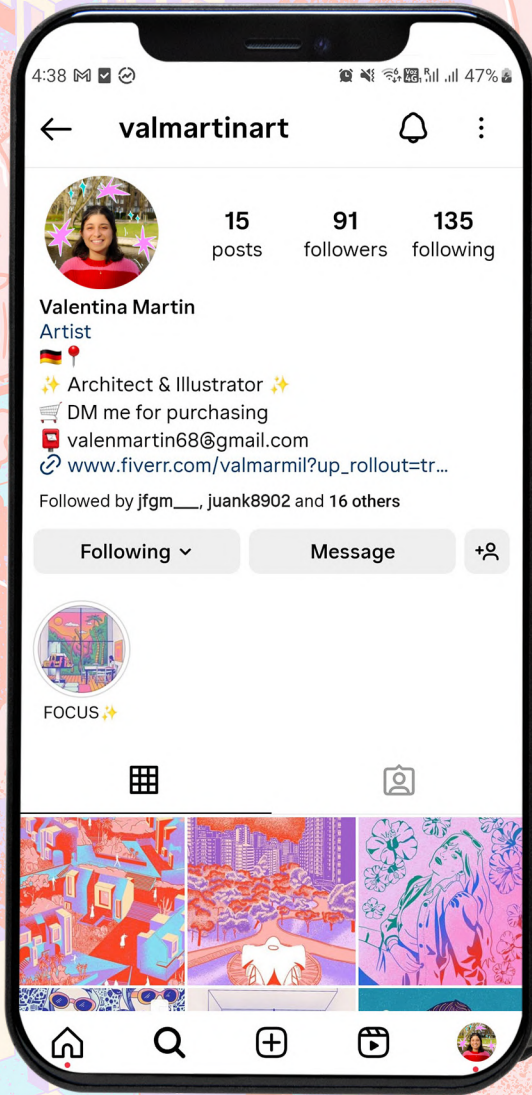 4:38
Voz
4G
R
47%
valmartinart
15
posts
91
followers
135
following
Valentina Martin
Artist
🇩🇪📍
✨ Architect & Illustrator ✨
🛒 DM me for purchasing
📮 valenmartin68@gmail.com
www.fiverr.com/valmarmil?up_rollout=tr...
Followed by jfgm___, juank8902 and 16 others
Following
Message
FOCUS✨